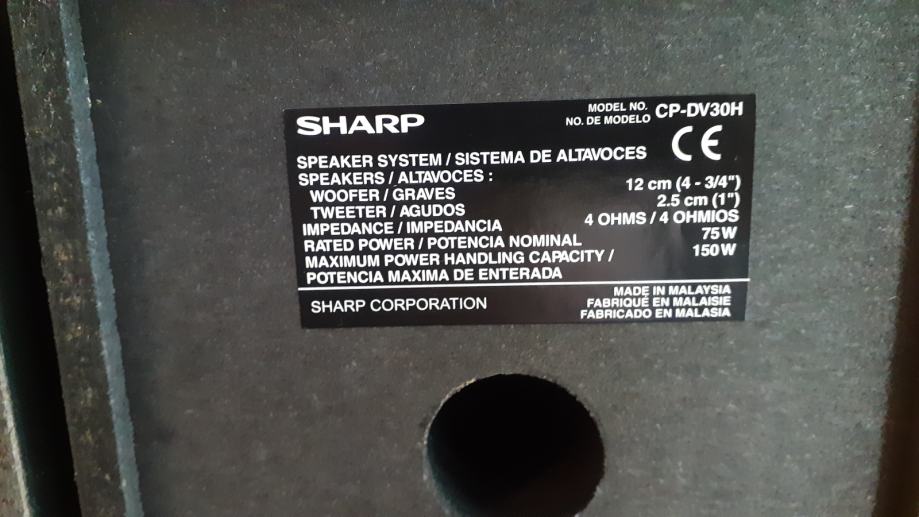 SHARP
MODEL NO.
NO. DE MODELO CP-DV30H
CE
SPEAKER SYSTEM / SISTEMA DE ALTAVOCES
SPEAKERS / ALTAVOCES :
WOOFER / GRAVES 12 cm (4 - 3/4")
TWEETER / AGUDOS 2.5 cm (1")
IMPEDANCE / IMPEDANCIA 4 OHMS / 4 OHMIOS
RATED POWER / POTENCIA NOMINAL 75 W
MAXIMUM POWER HANDLING CAPACITY / 150 W
POTENCIA MAXIMA DE ENTERADA
SHARP CORPORATION
MADE IN MALAYSIA
FABRIQUÉ EN MALAISIE
FABRICADO EN MALASIA